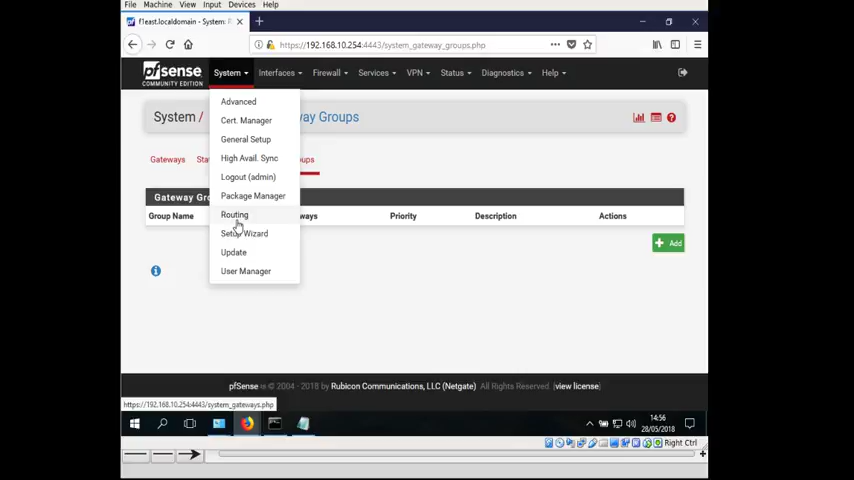 File Machine View Input Devices Help
f1east.localdomain - System: R
https://192.168.10.254:4443/system_gateway_groups.php
pfsense
COMMUNITY EDITION
System Interfaces Firewall Services VPN Status Diagnostics Help
System / way Groups
Gateways Sta oups
Gateway Gro
Group Name ways Priority Description Actions
Add
Advanced
Cert. Manager
General Setup
High Avail. Sync
Logout (admin)
Package Manager
Routing
Setup Wizard
Update
User Manager
pfSense is © 2004 - 2018 by Rubicon Communications, LLC (Netgate). All Rights Reserved. [view license]
https://192.168.10.254:4443/system_gateways.php
14:56
28/05/2018
Right Ctrl